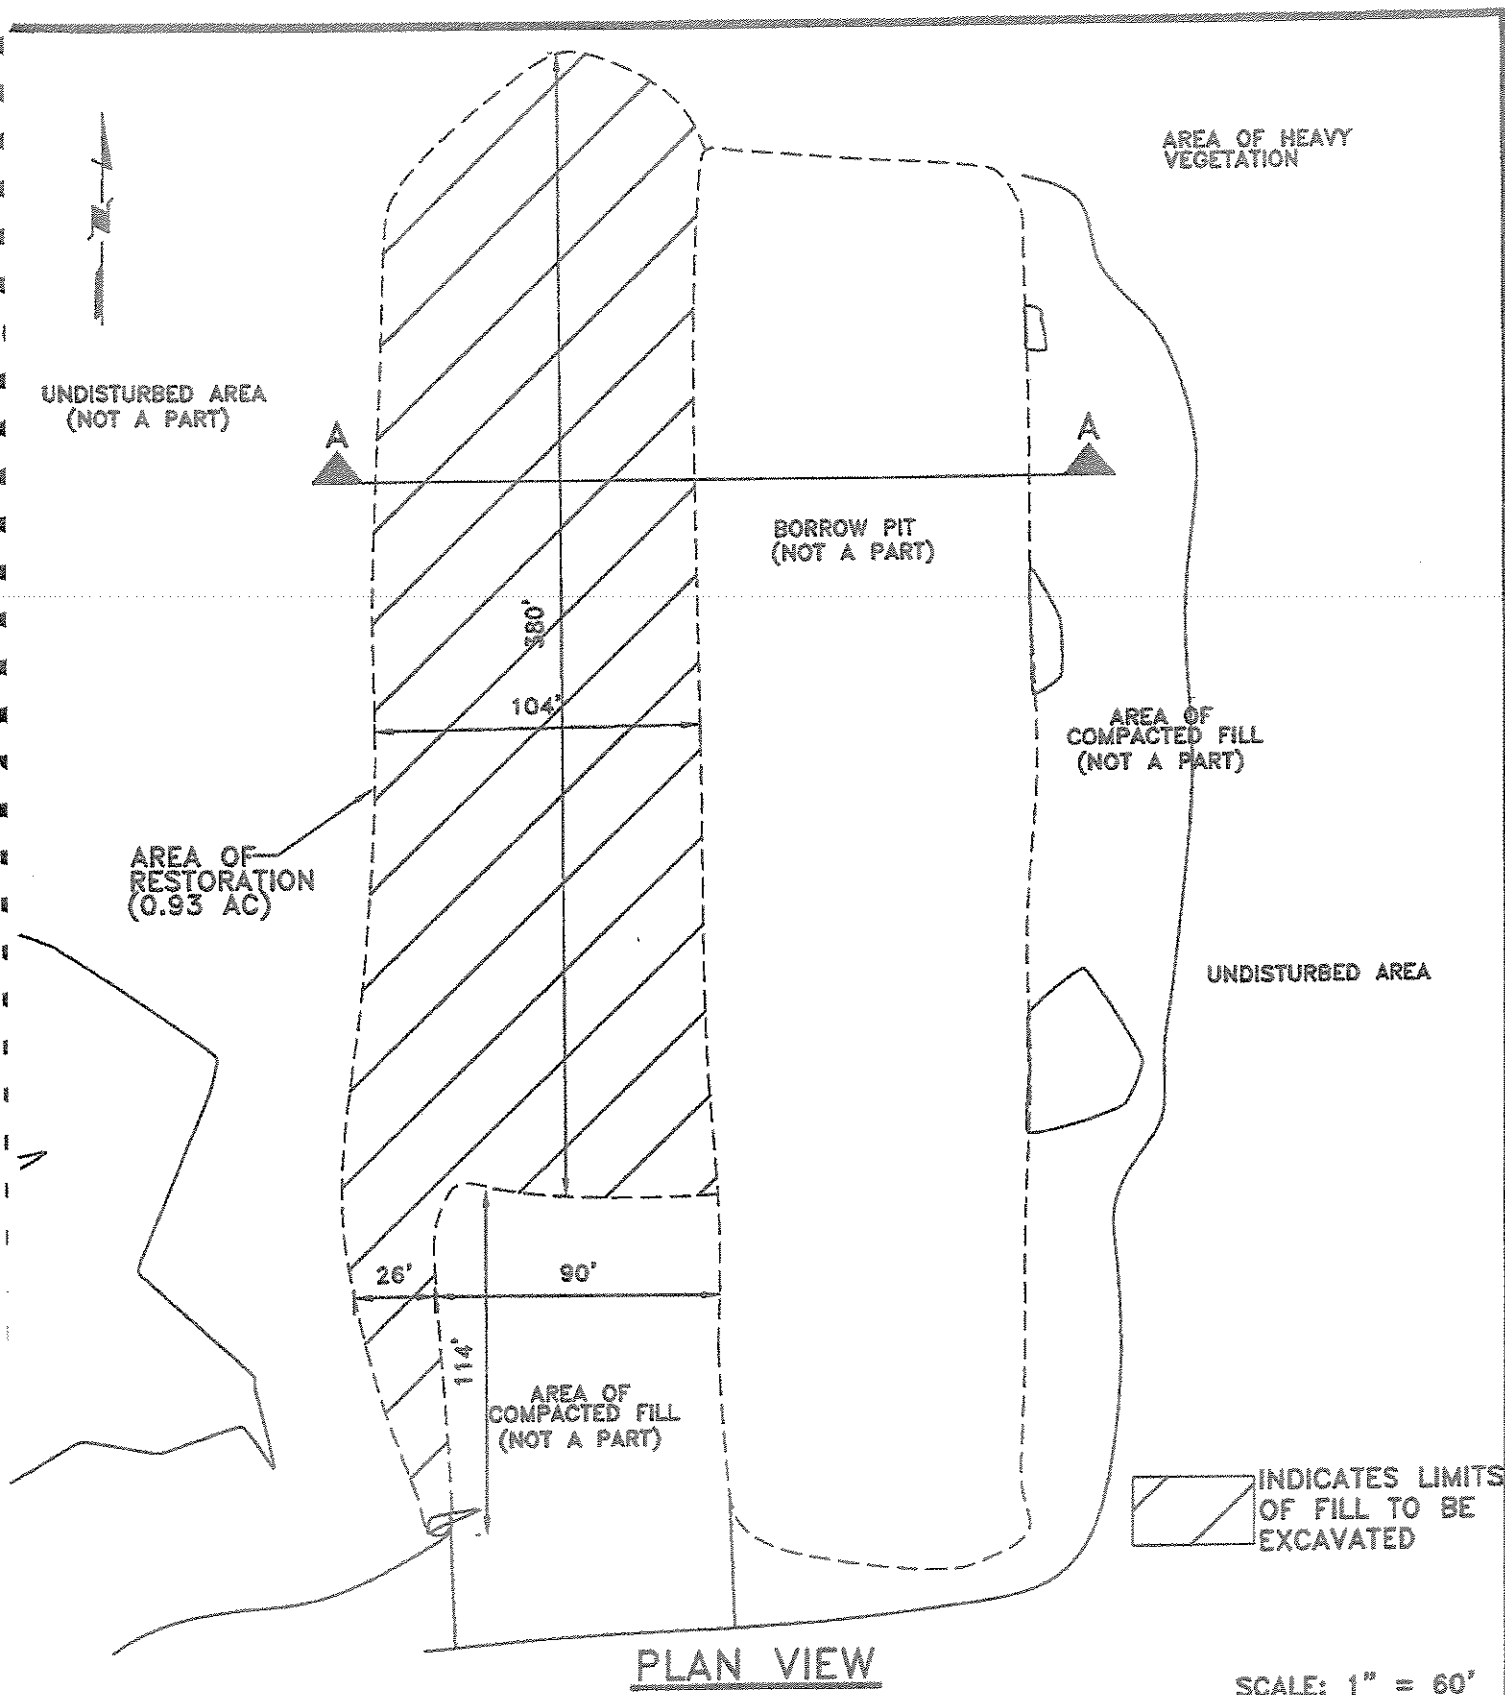 AREA OF HEAVY
VEGETATION
N
UNDISTURBED AREA
(NOT A PART)
A
A
BORROW PIT
(NOT A PART)
380'
104'
AREA OF
COMPACTED FILL
(NOT A PART)
AREA OF
RESTORATION
(0.93 AC)
UNDISTURBED AREA
26'
90'
114'
AREA OF
COMPACTED FILL
(NOT A PART)
INDICATES LIMITS
OF FILL TO BE
EXCAVATED
PLAN VIEW
SCALE: 1" = 60'